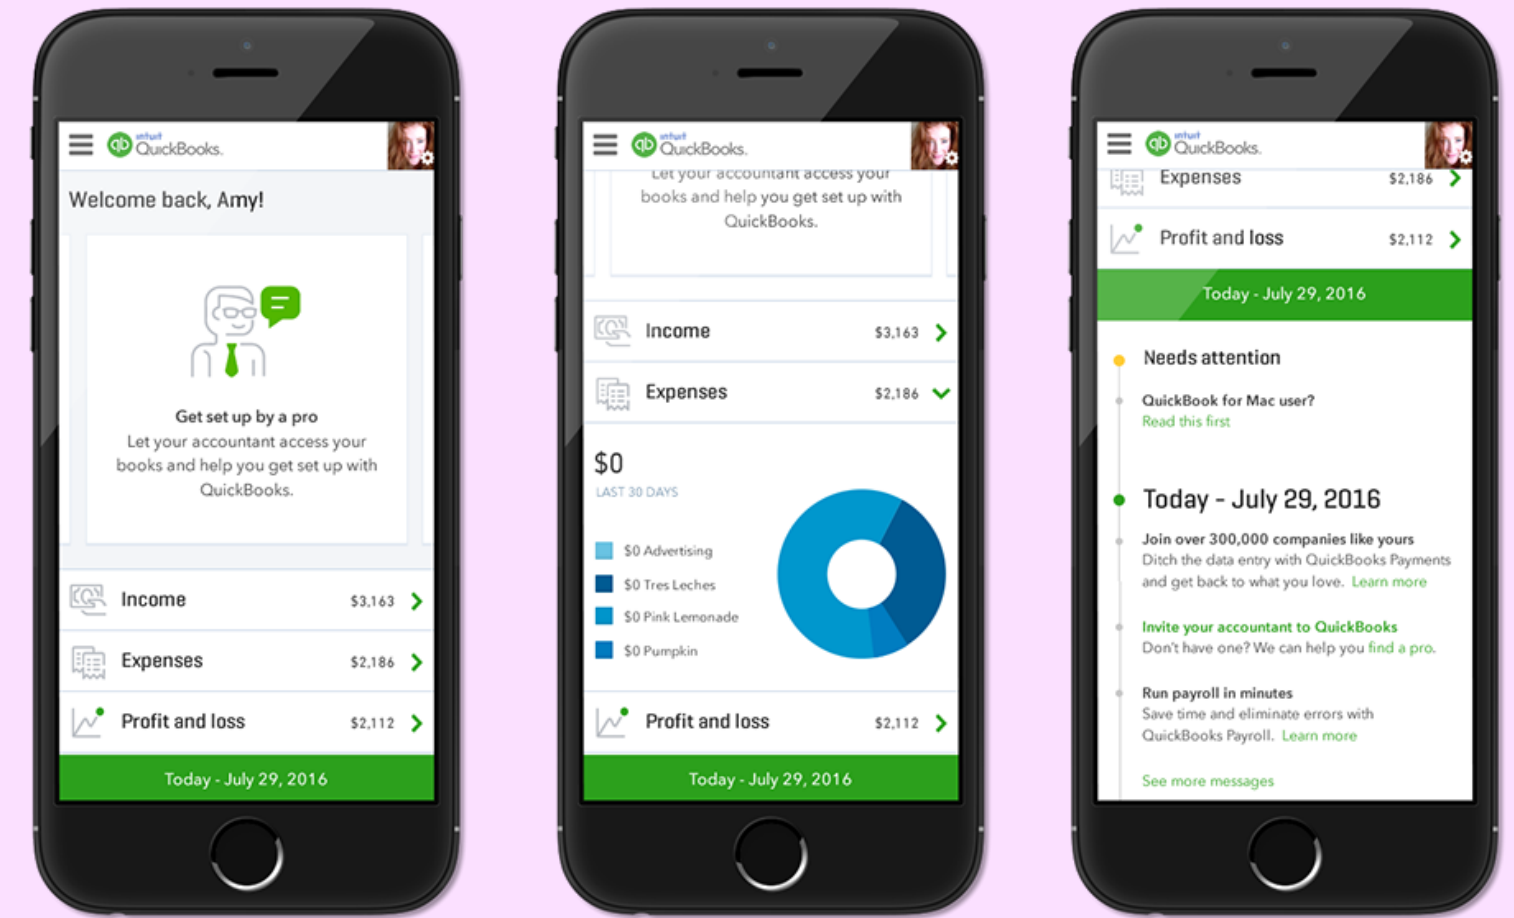 intuit
QuickBooks.
Welcome back, Amy!
Get set up by a pro
Let your accountant access your
books and help you get set up with
QuickBooks.
Income $3,163
Expenses $2,186
Profit and loss $2,112
Today - July 29, 2016
intuit
QuickBooks.
Let your accountant access your
books and help you get set up with
QuickBooks.
Income $3,163
Expenses $2,186
$0
LAST 30 DAYS
$0 Advertising
$0 Tres Leches
$0 Pink Lemonade
$0 Pumpkin
Profit and loss $2,112
Today - July 29, 2016
intuit
QuickBooks.
Expenses $2,186
Profit and loss $2,112
Today - July 29, 2016
Needs attention
QuickBook for Mac user?
Read this first
Today - July 29, 2016
Join over 300,000 companies like yours
Ditch the data entry with QuickBooks Payments
and get back to what you love. Learn more
Invite your accountant to QuickBooks
Don't have one? We can help you find a pro.
Run payroll in minutes
Save time and eliminate errors with
QuickBooks Payroll. Learn more
See more messages